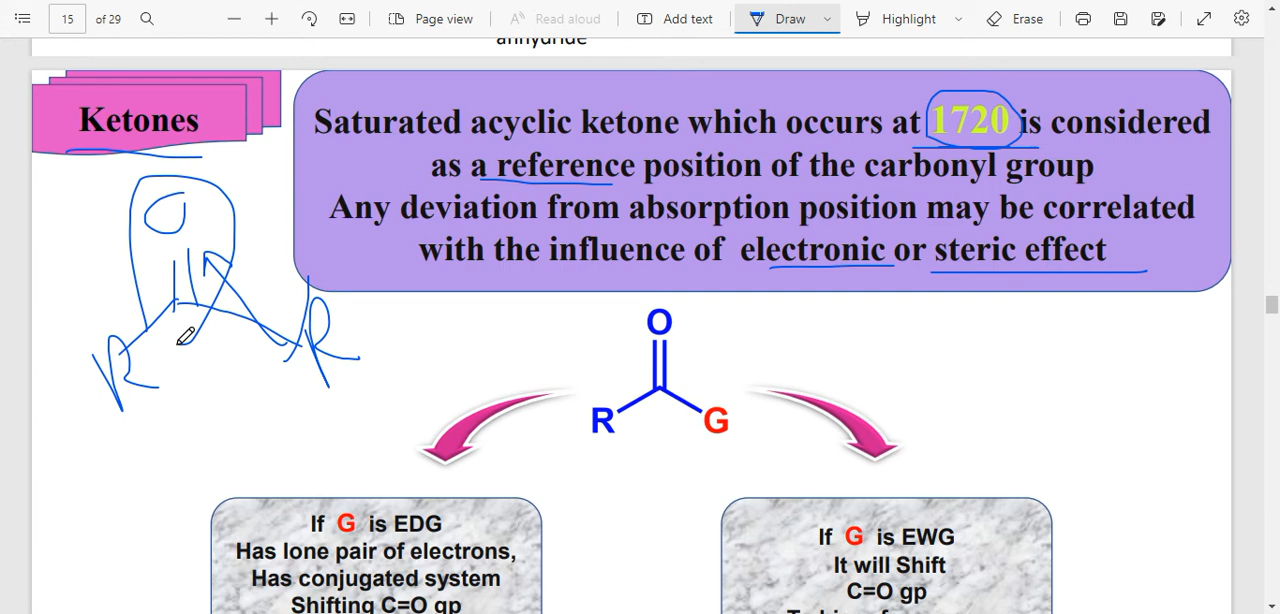 15 of 29 Page view Read aloud Add text Draw Highlight Erase
anhydride
Ketones
Saturated acyclic ketone which occurs at 1720 is considered
as a reference position of the carbonyl group
Any deviation from absorption position may be correlated
with the influence of electronic or steric effect
O
R R
O
R G
If G is EDG
Has lone pair of electrons,
Has conjugated system
Shifting C=O gp
If G is EWG
It will Shift
C=O gp